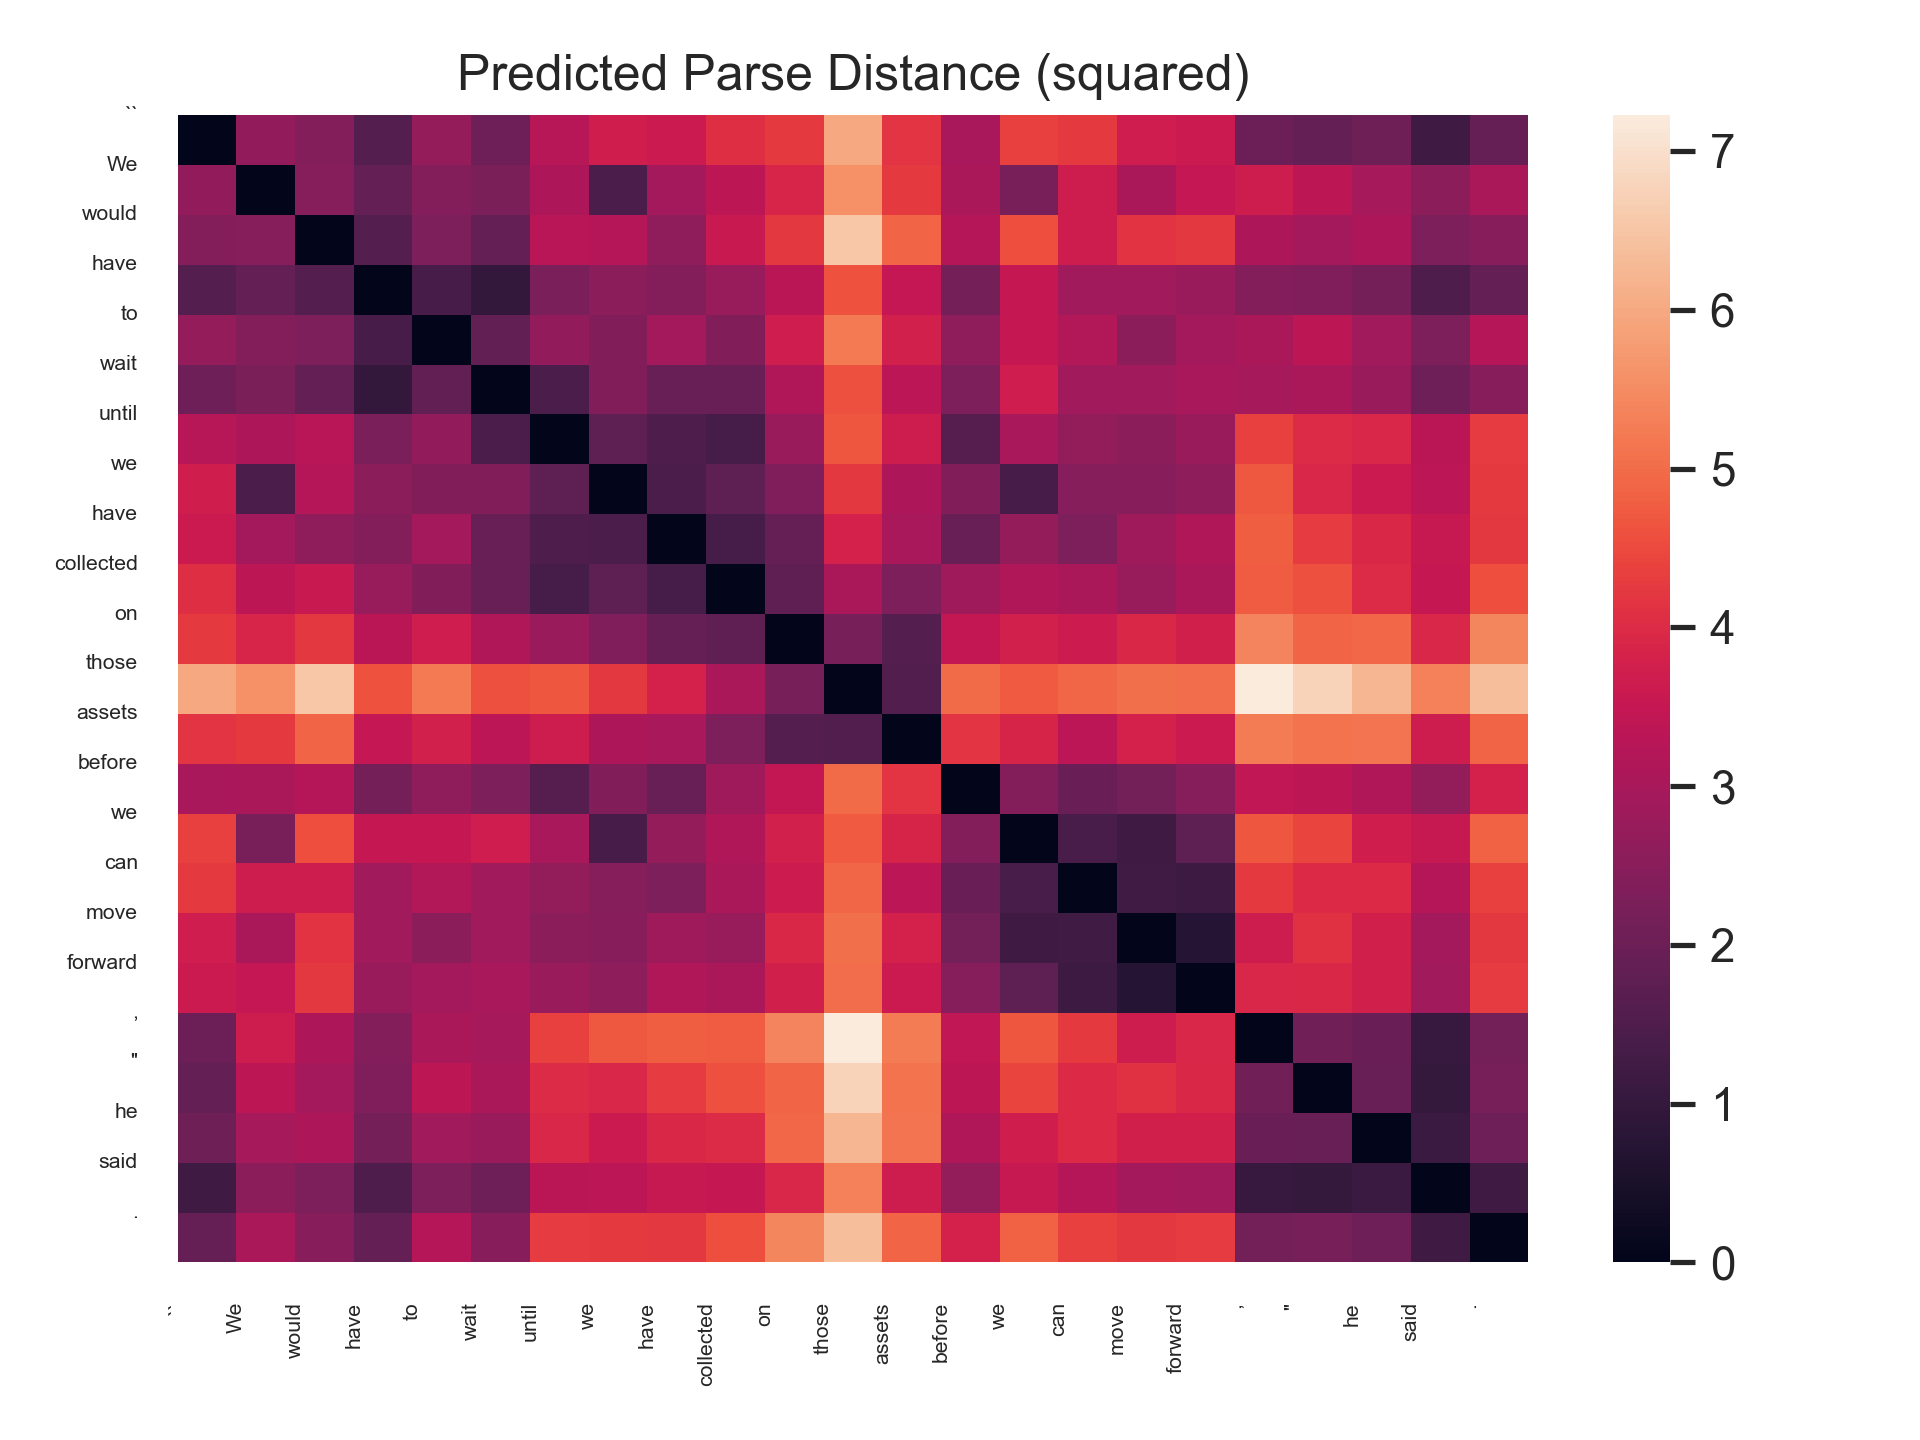 Predicted Parse Distance (squared)
``
We
would
have
to
wait
until
we
have
collected
on
those
assets
before
we
can
move
forward
,
"
he
said
.
7
6
5
4
3
2
1
0
``
We
would
have
to
wait
until
we
have
collected
on
those
assets
before
we
can
move
forward
,
"
he
said
.